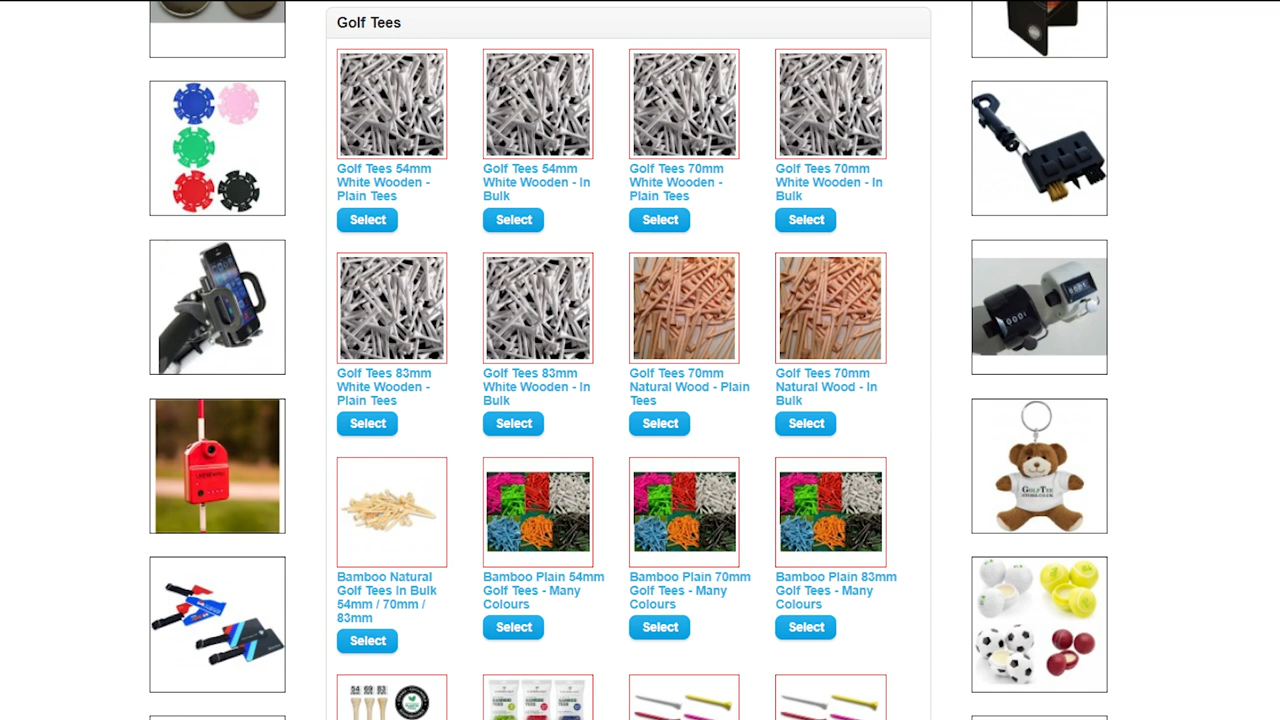 Golf Tees
Golf Tees 54mm
White Wooden -
Plain Tees
Select
Golf Tees 54mm
White Wooden - In
Bulk
Select
Golf Tees 70mm
White Wooden -
Plain Tees
Select
Golf Tees 70mm
White Wooden - In
Bulk
Select
Golf Tees 83mm
White Wooden -
Plain Tees
Select
Golf Tees 83mm
White Wooden - In
Bulk
Select
Golf Tees 70mm
Natural Wood - Plain
Tees
Select
Golf Tees 70mm
Natural Wood - In
Bulk
Select
Bamboo Natural
Golf Tees In Bulk
54mm / 70mm /
83mm
Select
Bamboo Plain 54mm
Golf Tees - Many
Colours
Select
Bamboo Plain 70mm
Golf Tees - Many
Colours
Select
Bamboo Plain 83mm
Golf Tees - Many
Colours
Select
GOLFTEE
BAMBOO
TEES